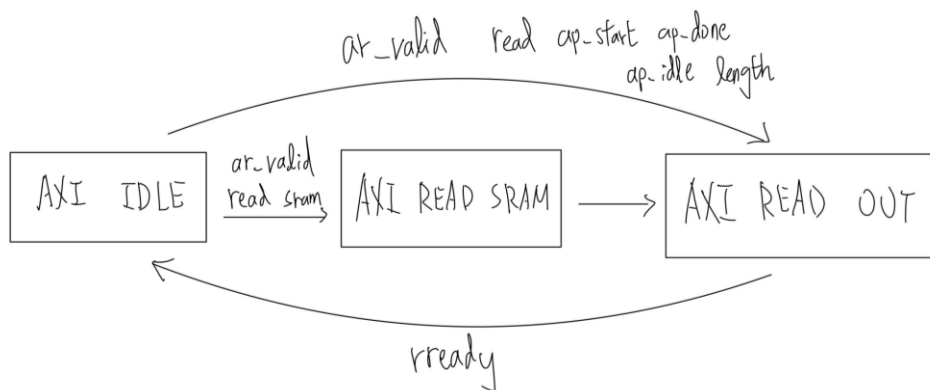 ar_valid read ap_start ap_done
ap_idle length
AXI IDLE
ar_valid
read sram
AXI READ SRAM
AXI READ OUT
rready